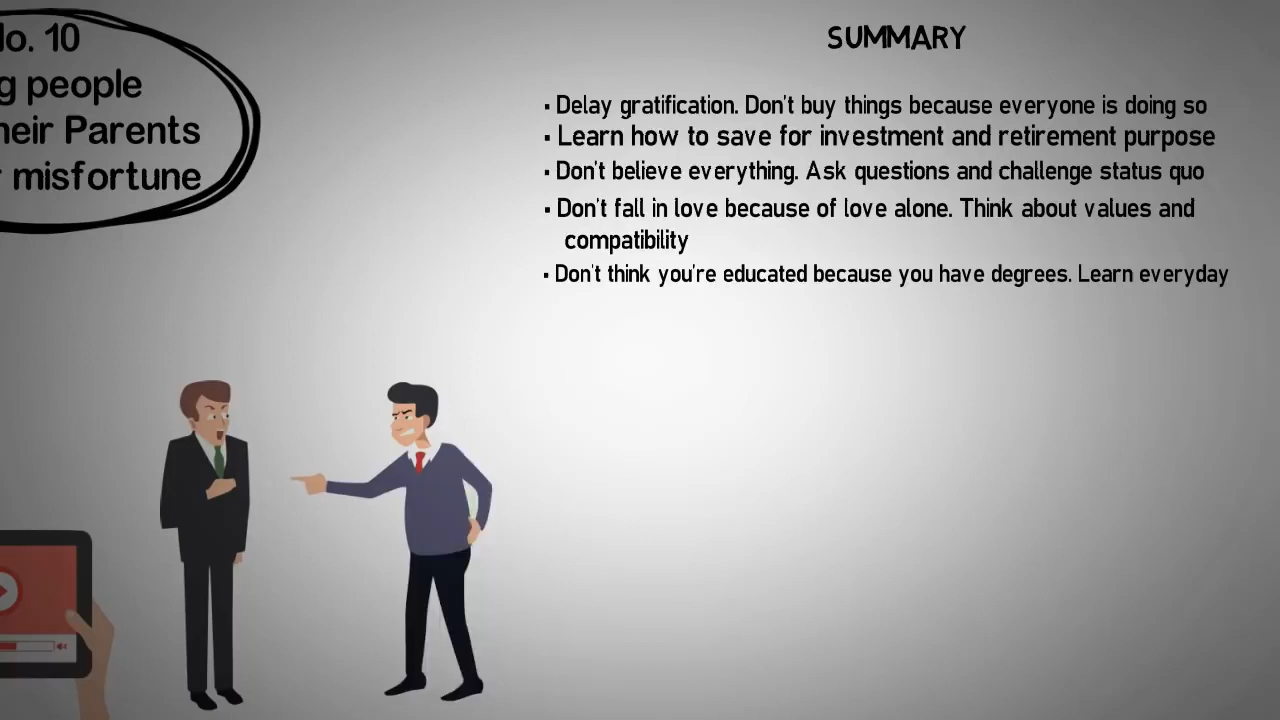 No. 10
people
their Parents
misfortune
SUMMARY
▪ Delay gratification. Don't buy things because everyone is doing so
▪ Learn how to save for investment and retirement purpose
▪ Don't believe everything. Ask questions and challenge status quo
▪ Don't fall in love because of love alone. Think about values and
compatibility
▪ Don't think you're educated because you have degrees. Learn everyday